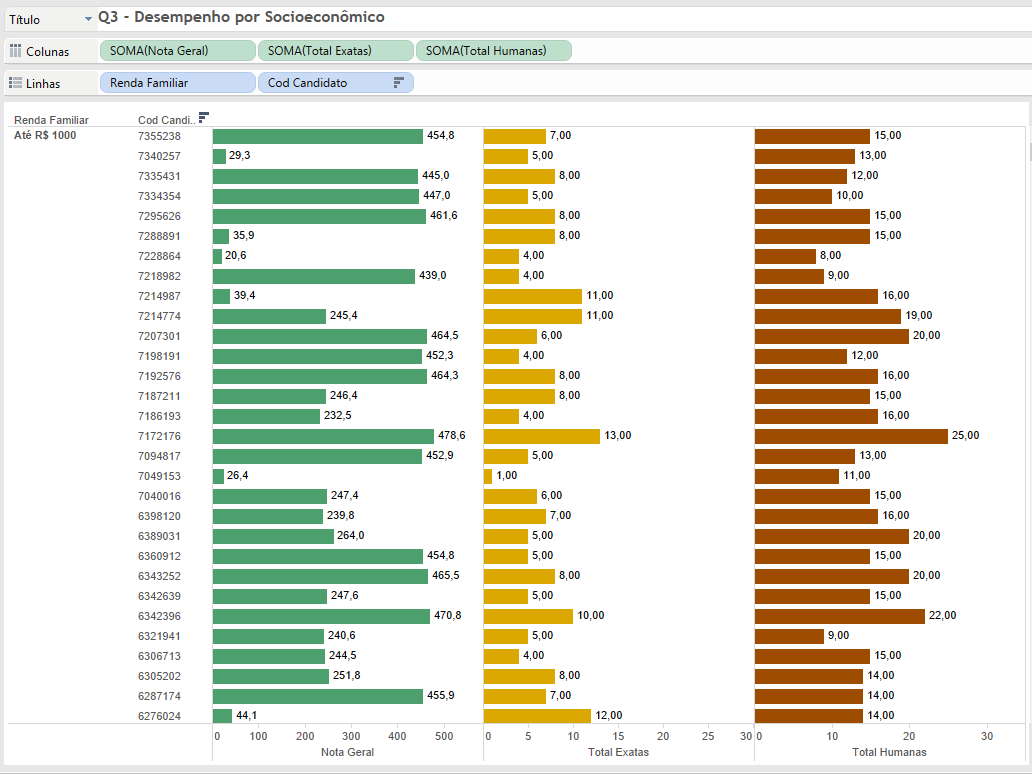 Título Q3 - Desempenho por Socioeconômico
Colunas SOMA(Nota Geral) SOMA(Total Exatas) SOMA(Total Humanas)
Linhas Renda Familiar Cod Candidato
Renda Familiar Cod Candi..
Até R$ 1000 7355238 454,8 7,00 15,00
7340257 29,3 5,00 13,00
7335431 445,0 8,00 12,00
7334354 447,0 5,00 10,00
7295626 461,6 8,00 15,00
7288891 35,9 8,00 15,00
7228864 20,6 4,00 8,00
7218982 439,0 4,00 9,00
7214987 39,4 11,00 16,00
7214774 245,4 11,00 19,00
7207301 464,5 6,00 20,00
7198191 452,3 4,00 12,00
7192576 464,3 8,00 16,00
7187211 246,4 8,00 15,00
7186193 232,5 4,00 16,00
7172176 478,6 13,00 25,00
7094817 452,9 5,00 13,00
7049153 26,4 1,00 11,00
7040016 247,4 6,00 15,00
6398120 239,8 7,00 16,00
6389031 264,0 5,00 20,00
6360912 454,8 5,00 15,00
6343252 465,5 8,00 20,00
6342639 247,6 5,00 15,00
6342396 470,8 10,00 22,00
6321941 240,6 5,00 9,00
6306713 244,5 4,00 15,00
6305202 251,8 8,00 14,00
6287174 455,9 7,00 14,00
6276024 44,1 12,00 14,00
0 100 200 300 400 500 0 5 10 15 20 25 30 0 10 20 30
Nota Geral Total Exatas Total Humanas